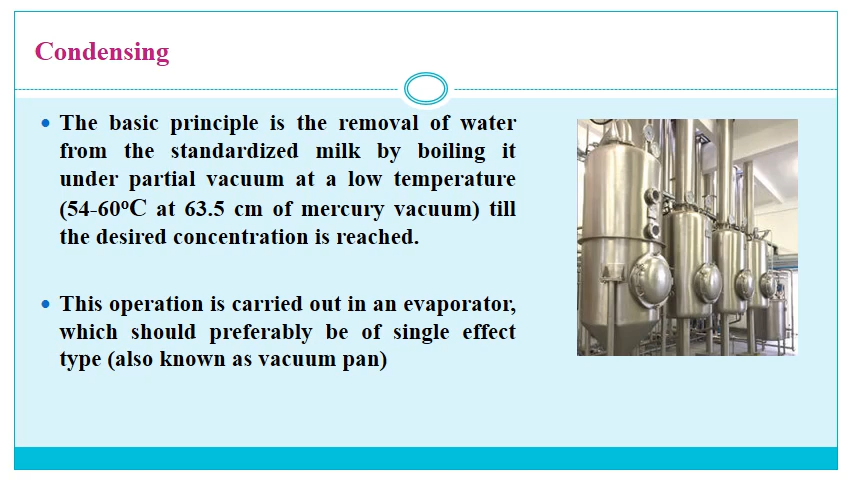 Condensing
• The basic principle is the removal of water
from the standardized milk by boiling it
under partial vacuum at a low temperature
(54-60ºC at 63.5 cm of mercury vacuum) till
the desired concentration is reached.
• This operation is carried out in an evaporator,
which should preferably be of single effect
type (also known as vacuum pan)